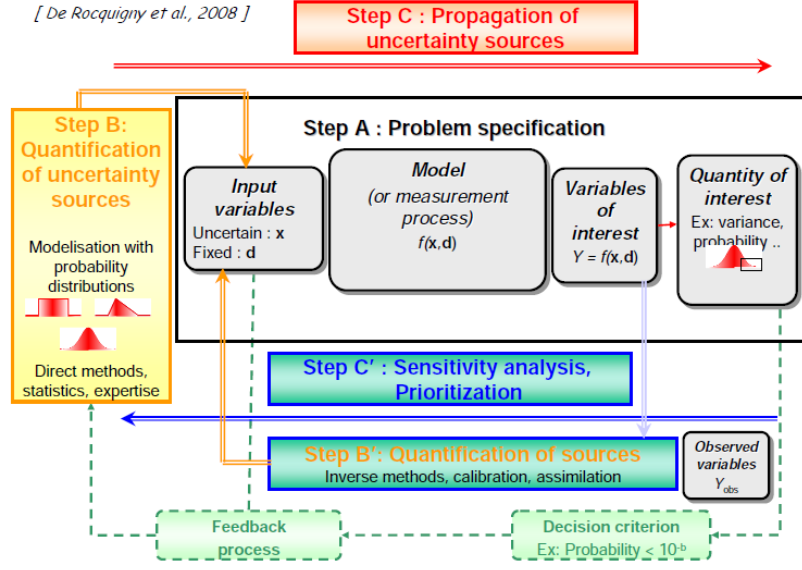 [ De Rocquigny et al., 2008 ]
Step C : Propagation of
uncertainty sources
Step B:
Quantification
of uncertainty
sources
Modelisation with
probability
distributions
Direct methods,
statistics, expertise
Step A : Problem specification
Input
variables
Uncertain : x
Fixed : d
Model
(or measurement
process)
f(x,d)
Variables
of
interest
Y = f(x,d)
Quantity of
interest
Ex: variance,
probability ..
Step C' : Sensitivity analysis,
Prioritization
Step B': Quantification of sources
Inverse methods, calibration, assimilation
Observed
variables
Yobs
Feedback
process
Decision criterion
Ex: Probability < 10-b